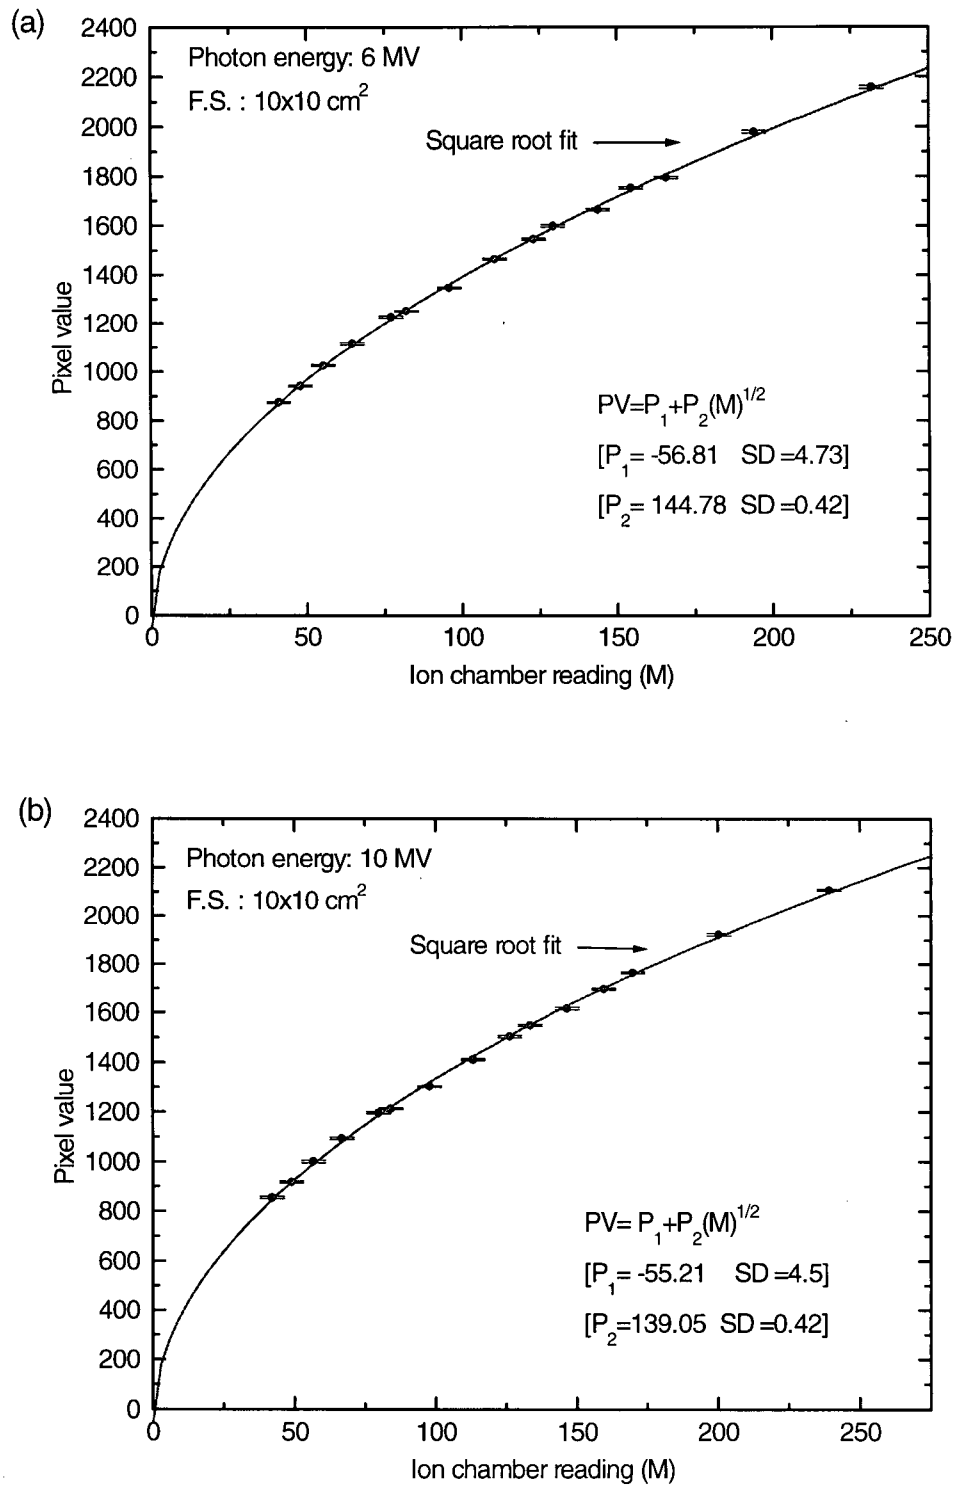 (a)
2400
2200
2000
1800
1600
1400
1200
1000
800
600
400
200
0
Pixel value
Photon energy: 6 MV
F.S. : 10x10 cm²
Square root fit
PV=P₁+P₂(M)^1/2
[P₁= -56.81 SD =4.73]
[P₂= 144.78 SD =0.42]
0 50 100 150 200 250
Ion chamber reading (M)
(b)
2400
2200
2000
1800
1600
1400
1200
1000
800
600
400
200
0
Pixel value
Photon energy: 10 MV
F.S. : 10x10 cm²
Square root fit
PV= P₁+P₂(M)^1/2
[P₁= -55.21 SD =4.5]
[P₂=139.05 SD =0.42]
0 50 100 150 200 250
Ion chamber reading (M)